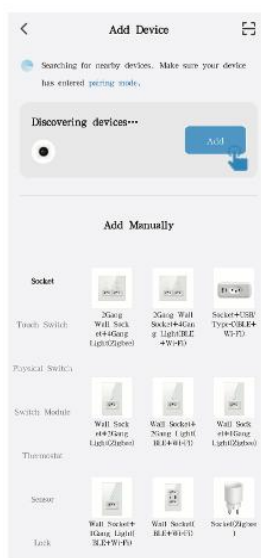 Add Device
Searching for nearby devices. Make sure your device
has entered pairing mode.
Discovering devices···
Add
Add Manually
Socket
Touch Switch
Physical Switch
Switch Module
Thermostat
Sensor
Lock
2Gang
Wall Sock
et+4Gang
Light(Zigbee)
2Gang Wall
Socket+4Gan
g Light(BLE
+Wi-Fi)
Socket+USB/
Type-C(BLE+
Wi-Fi)
Wall Sock
et+2Gang
Light(Zigbee)
Wall Socket+
2Gang Light(
BLE+Wi-Fi)
Wall Sock
et+1Gang
Light(Zigbee)
Wall Socket+
1Gang Light(
BLE+Wi-Fi)
Wall Socket(
BLE+Wi-Fi)
Socket(Zigbee
)